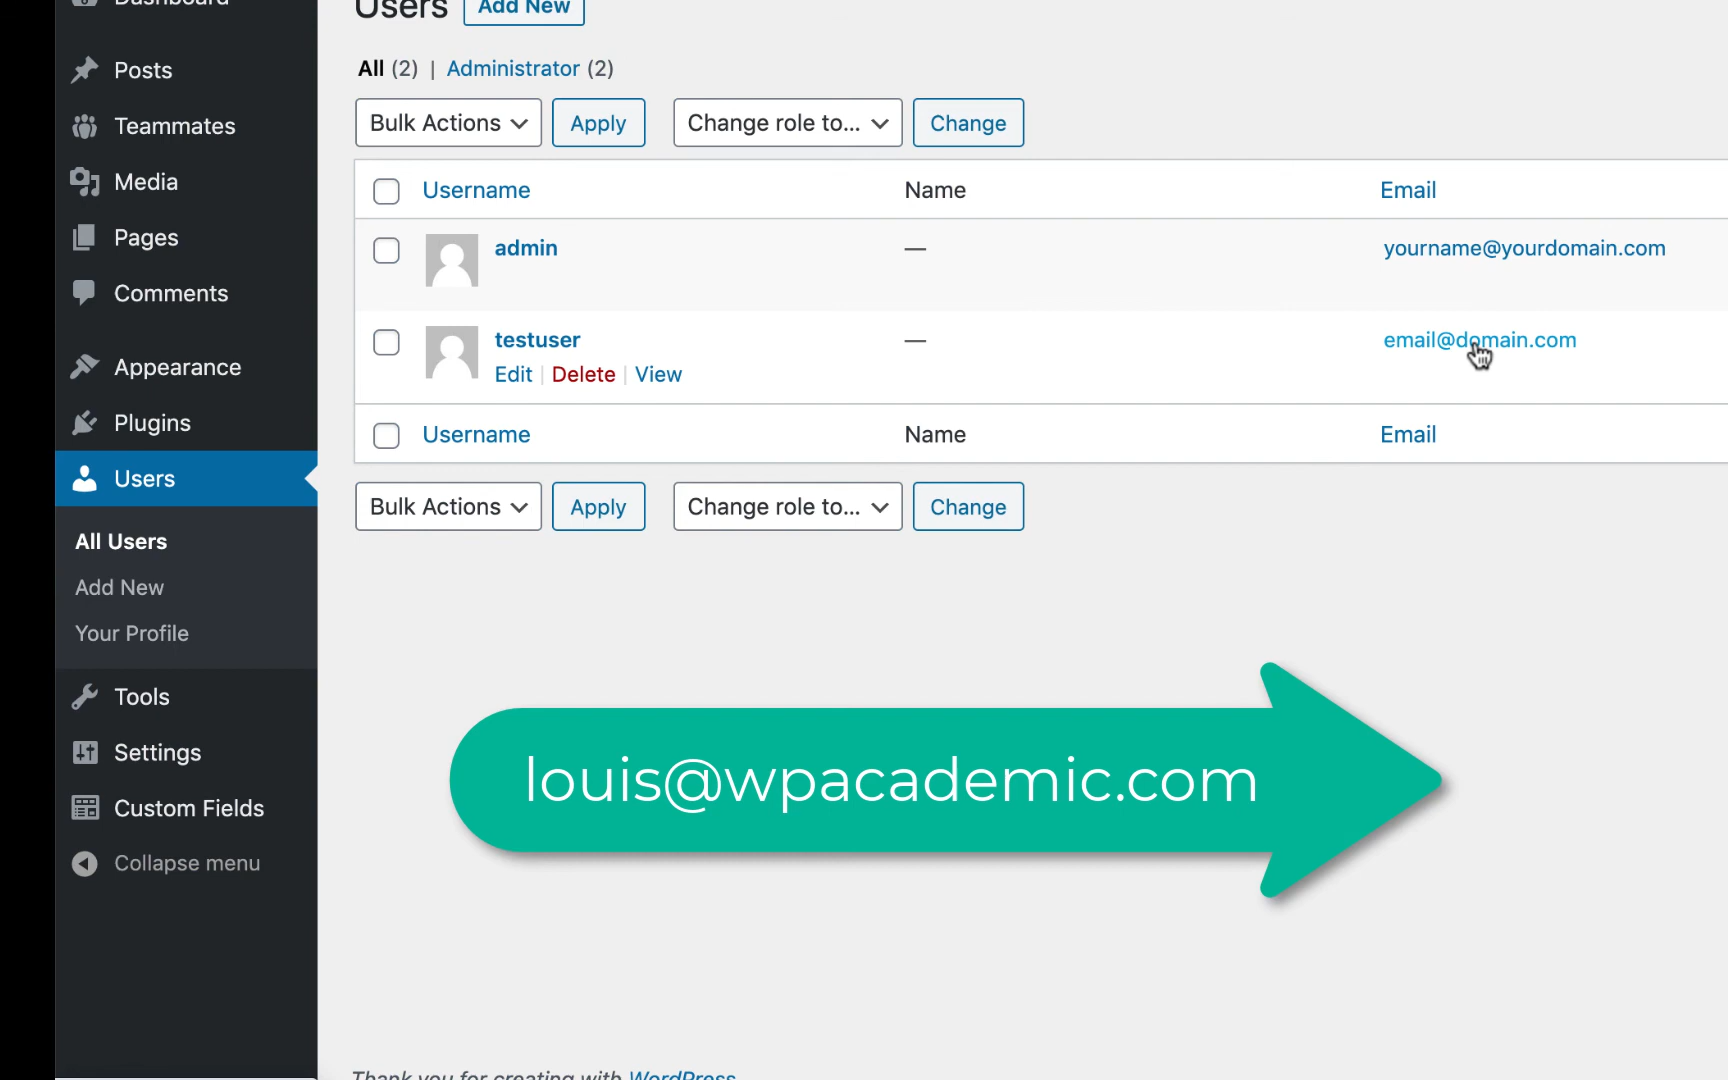 Dashboard
Users Add New
Posts
All (2) | Administrator (2)
Teammates
Bulk Actions Apply Change role to... Change
Media
Username Name Email
Pages
admin — yourname@yourdomain.com
Comments
testuser — email@domain.com
Edit | Delete | View
Appearance
Plugins
Username Name Email
Users
Bulk Actions Apply Change role to... Change
All Users
Add New
Your Profile
Tools
Settings
louis@wpacademic.com
Custom Fields
Collapse menu
Thank you for creating with WordPress